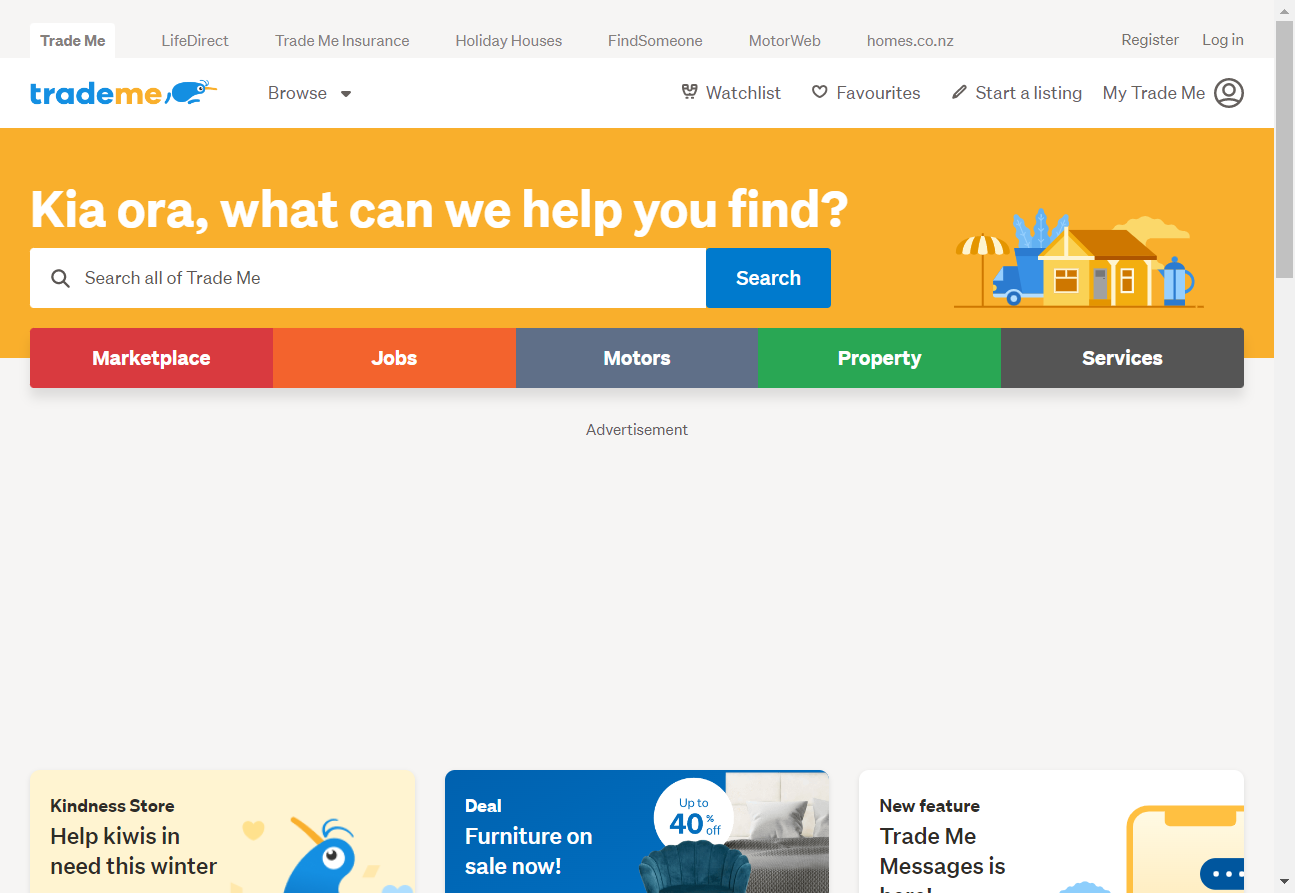 Trade Me LifeDirect Trade Me Insurance Holiday Houses FindSomeone MotorWeb homes.co.nz Register Log in
trademe Browse Watchlist Favourites Start a listing My Trade Me
Kia ora, what can we help you find?
Search all of Trade Me Search
Marketplace Jobs Motors Property Services
Advertisement
Kindness Store
Help kiwis in
need this winter
Deal
Furniture on
sale now!
Up to
40% off
New feature
Trade Me
Messages is
here!